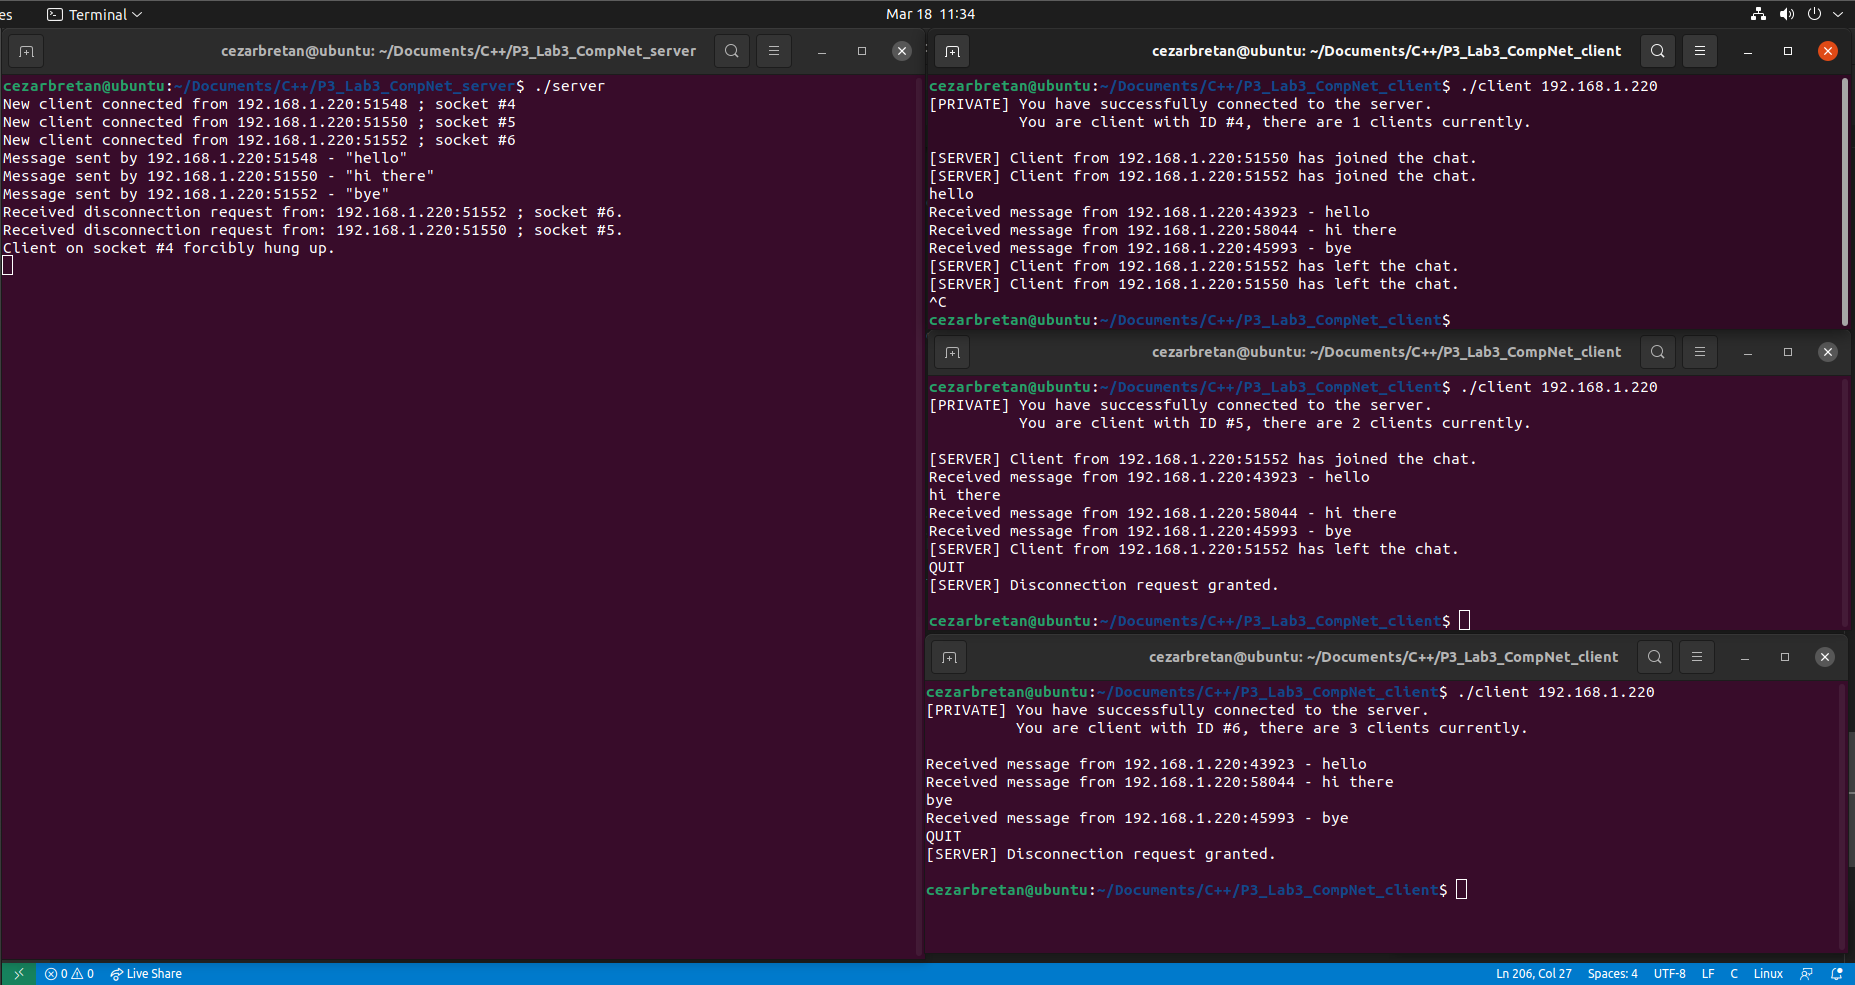 es
Terminal
Mar 18 11:34
cezarbretan@ubuntu: ~/Documents/C++/P3_Lab3_CompNet_server
cezarbretan@ubuntu:~/Documents/C++/P3_Lab3_CompNet_server$ ./server
New client connected from 192.168.1.220:51548 ; socket #4
New client connected from 192.168.1.220:51550 ; socket #5
New client connected from 192.168.1.220:51552 ; socket #6
Message sent by 192.168.1.220:51548 - "hello"
Message sent by 192.168.1.220:51550 - "hi there"
Message sent by 192.168.1.220:51552 - "bye"
Received disconnection request from: 192.168.1.220:51552 ; socket #6.
Received disconnection request from: 192.168.1.220:51550 ; socket #5.
Client on socket #4 forcibly hung up.
cezarbretan@ubuntu: ~/Documents/C++/P3_Lab3_CompNet_client
cezarbretan@ubuntu:~/Documents/C++/P3_Lab3_CompNet_client$ ./client 192.168.1.220
[PRIVATE] You have successfully connected to the server.
You are client with ID #4, there are 1 clients currently.
[SERVER] Client from 192.168.1.220:51550 has joined the chat.
[SERVER] Client from 192.168.1.220:51552 has joined the chat.
hello
Received message from 192.168.1.220:43923 - hello
Received message from 192.168.1.220:58044 - hi there
Received message from 192.168.1.220:45993 - bye
[SERVER] Client from 192.168.1.220:51552 has left the chat.
[SERVER] Client from 192.168.1.220:51550 has left the chat.
^C
cezarbretan@ubuntu:~/Documents/C++/P3_Lab3_CompNet_client$
cezarbretan@ubuntu: ~/Documents/C++/P3_Lab3_CompNet_client
cezarbretan@ubuntu:~/Documents/C++/P3_Lab3_CompNet_client$ ./client 192.168.1.220
[PRIVATE] You have successfully connected to the server.
You are client with ID #5, there are 2 clients currently.
[SERVER] Client from 192.168.1.220:51552 has joined the chat.
Received message from 192.168.1.220:43923 - hello
hi there
Received message from 192.168.1.220:58044 - hi there
Received message from 192.168.1.220:45993 - bye
[SERVER] Client from 192.168.1.220:51552 has left the chat.
QUIT
[SERVER] Disconnection request granted.
cezarbretan@ubuntu:~/Documents/C++/P3_Lab3_CompNet_client$
cezarbretan@ubuntu: ~/Documents/C++/P3_Lab3_CompNet_client
cezarbretan@ubuntu:~/Documents/C++/P3_Lab3_CompNet_client$ ./client 192.168.1.220
[PRIVATE] You have successfully connected to the server.
You are client with ID #6, there are 3 clients currently.
Received message from 192.168.1.220:43923 - hello
Received message from 192.168.1.220:58044 - hi there
bye
Received message from 192.168.1.220:45993 - bye
QUIT
[SERVER] Disconnection request granted.
cezarbretan@ubuntu:~/Documents/C++/P3_Lab3_CompNet_client$
0 0 Live Share
Ln 206, Col 27 Spaces: 4 UTF-8 LF C Linux